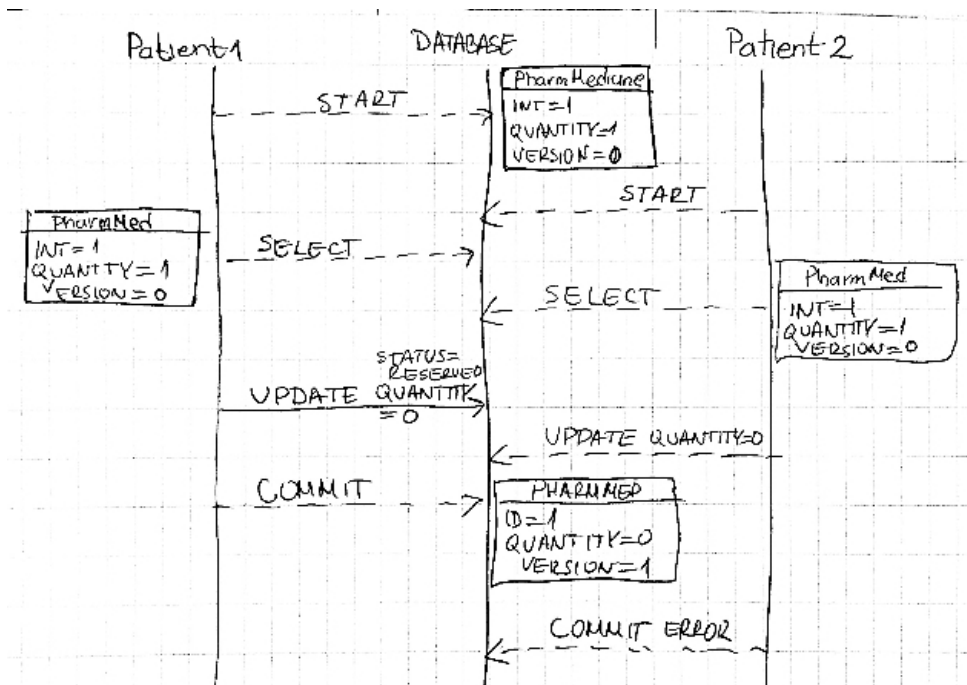 Patient 1
DATABASE
Patient 2
PharmMedicine
INT=1
QUANTITY=1
VERSION=0
START
START
PharmMed
INT=1
QUANTITY=1
VERSION=0
SELECT
PharmMed
INT=1
QUANTITY=1
VERSION=0
SELECT
STATUS=
RESERVED
UPDATE QUANTITY
=0
UPDATE QUANTITY=0
COMMIT
PHARMMED
ID=1
QUANTITY=0
VERSION=1
COMMIT ERROR